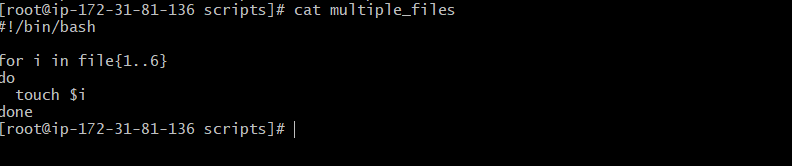 [root@ip-172-31-81-136 scripts]# cat multiple_files
#!/bin/bash

for i in file{1..6}
do
  touch $i
done
[root@ip-172-31-81-136 scripts]#